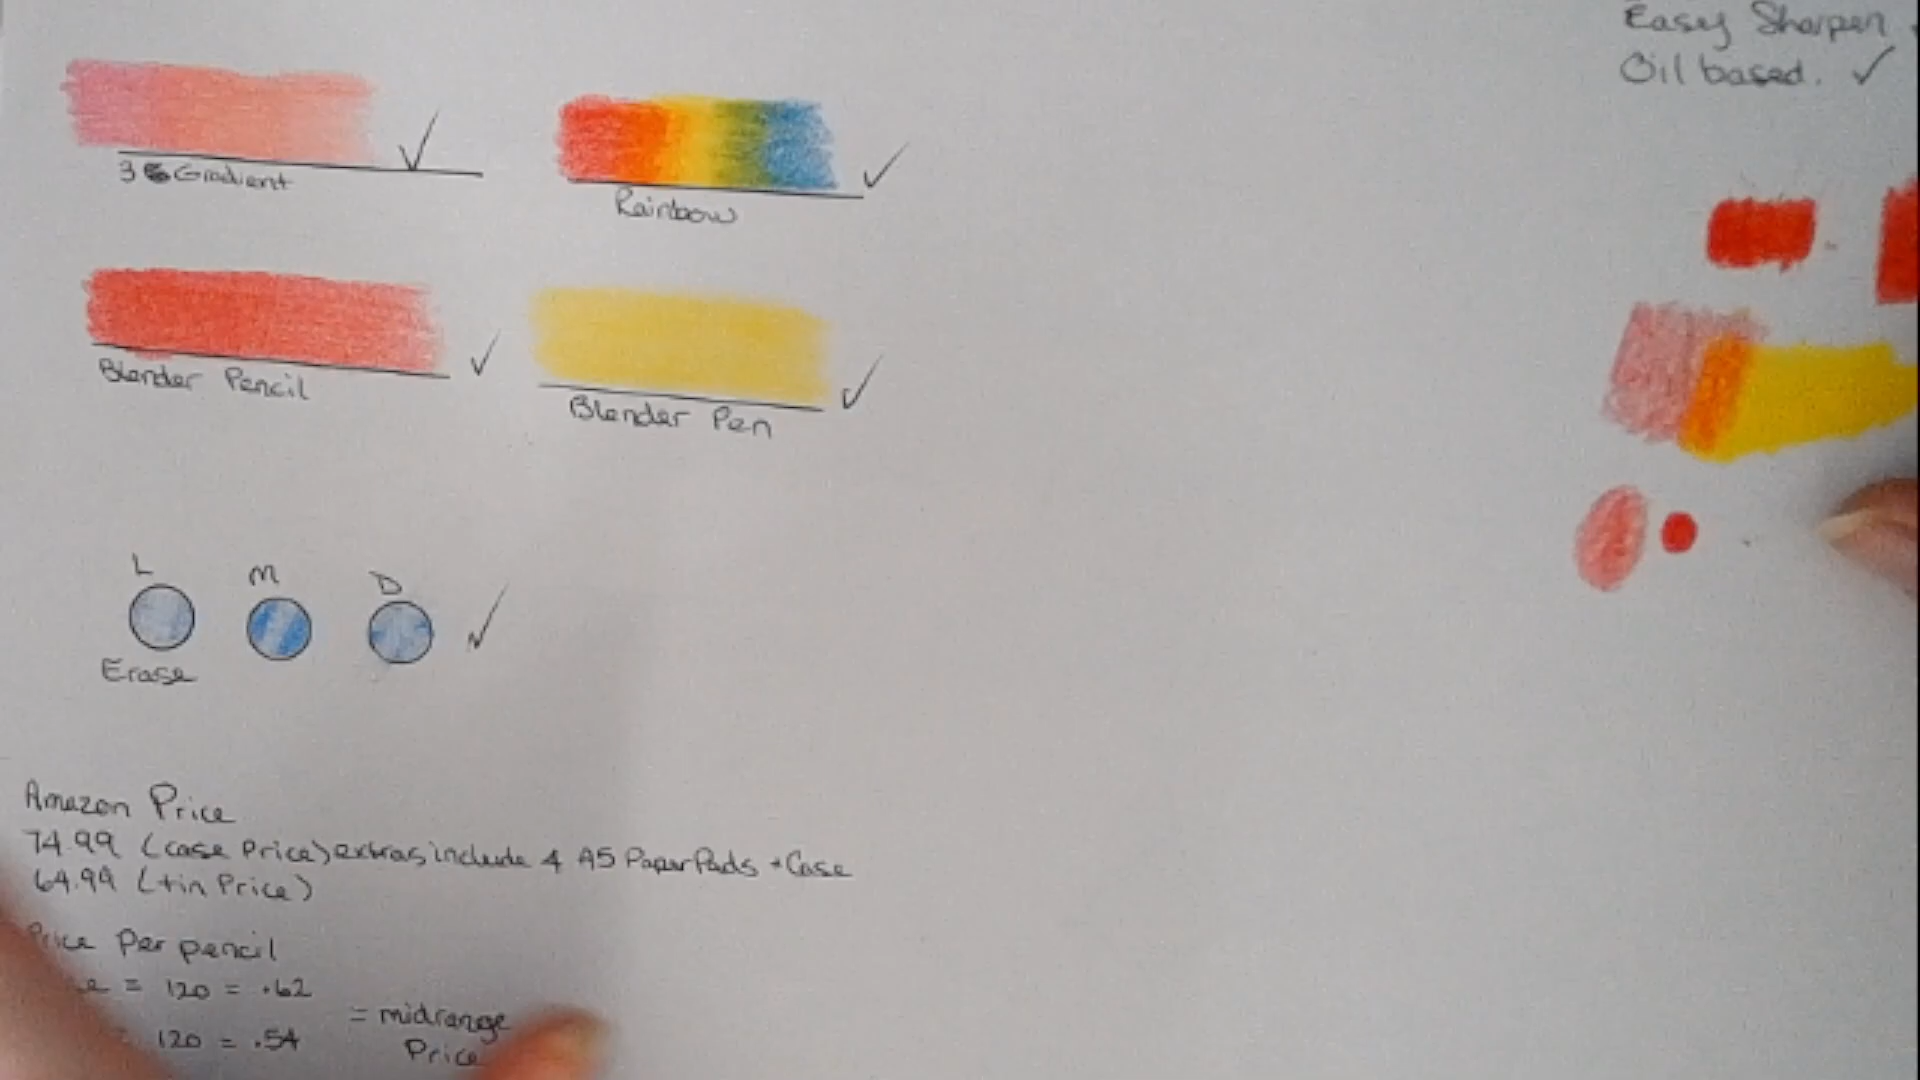 Easy Sharpen
Oil based. ✓
3 Gradient ✓
Rainbow ✓
Blender Pencil ✓
Blender Pen ✓
L M D ✓
Erase
Amazon Price
74.99 (case Price) extras, include 4 A5 Paper Pads + Case
64.99 (tin Price)
Price Per pencil
= 120 = .62
= midrange
= 120 = .54
Price